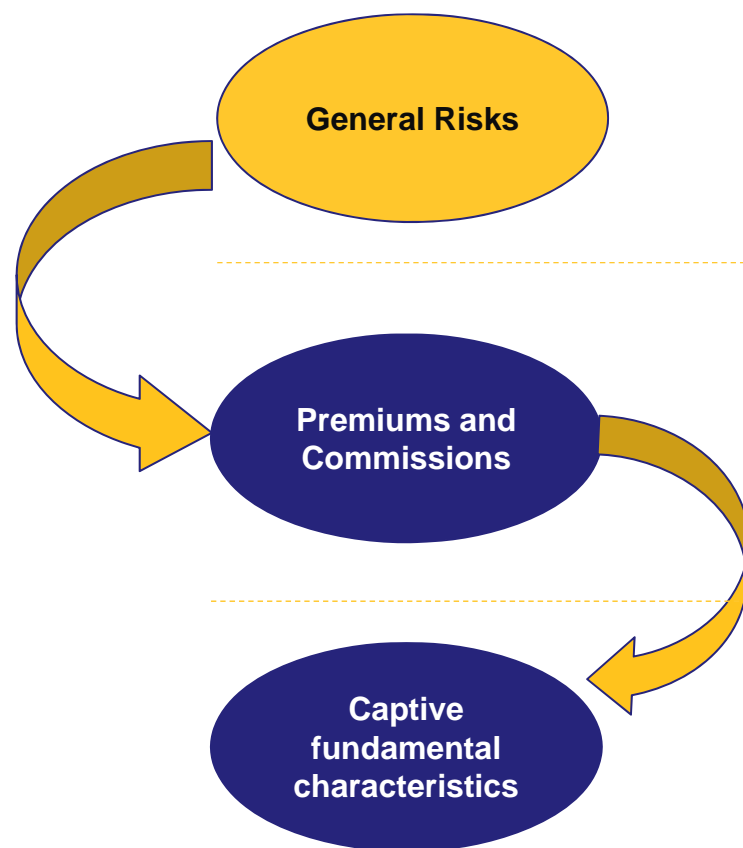 General Risks
Premiums and
Commissions
Captive
fundamental
characteristics